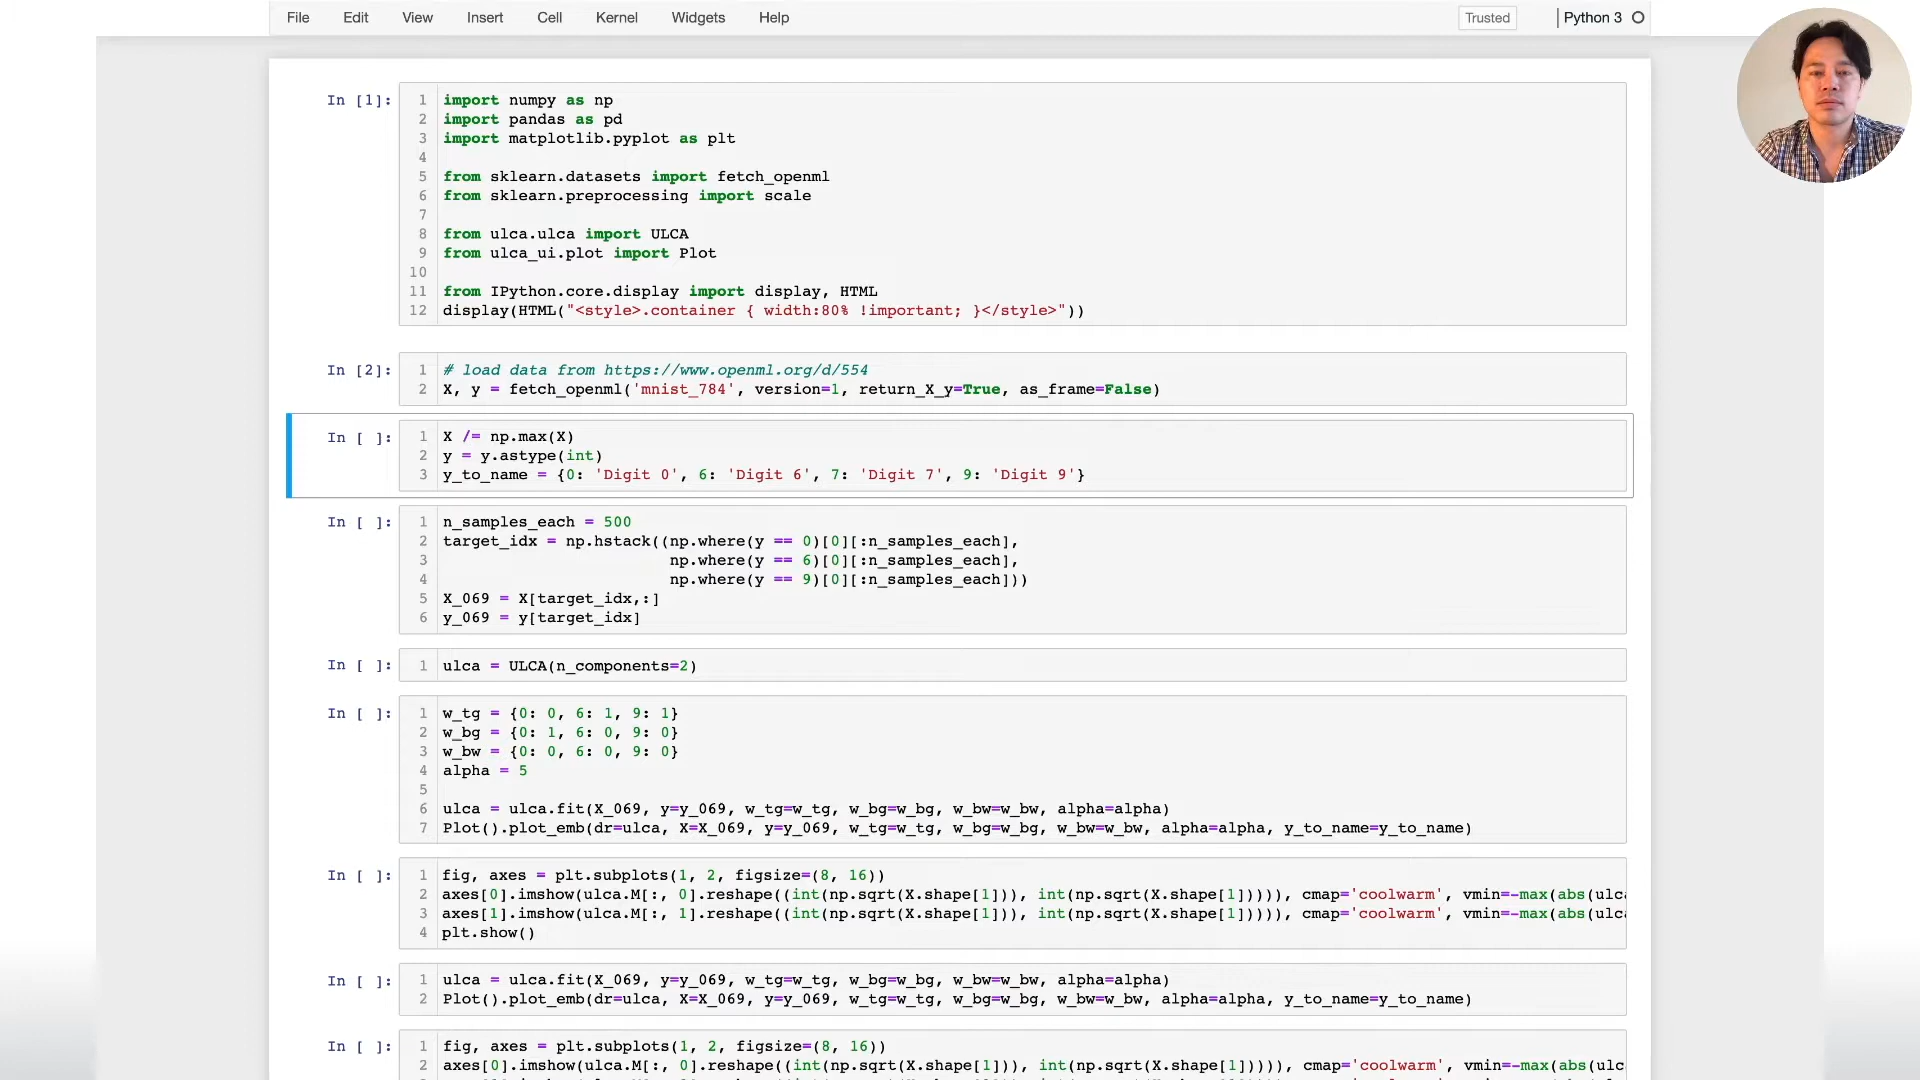 File Edit View Insert Cell Kernel Widgets Help Trusted Python 3
In [1]:
1 import numpy as np
2 import pandas as pd
3 import matplotlib.pyplot as plt
4
5 from sklearn.datasets import fetch_openml
6 from sklearn.preprocessing import scale
7
8 from ulca.ulca import ULCA
9 from ulca_ui.plot import Plot
10
11 from IPython.core.display import display, HTML
12 display(HTML("<style>.container { width:80% !important; }</style>"))
In [2]:
1 # load data from https://www.openml.org/d/554
2 X, y = fetch_openml('mnist_784', version=1, return_X_y=True, as_frame=False)
In [ ]:
1 X /= np.max(X)
2 y = y.astype(int)
3 y_to_name = {0: 'Digit 0', 6: 'Digit 6', 7: 'Digit 7', 9: 'Digit 9'}
In [ ]:
1 n_samples_each = 500
2 target_idx = np.hstack((np.where(y == 0)[0][:n_samples_each],
3 np.where(y == 6)[0][:n_samples_each],
4 np.where(y == 9)[0][:n_samples_each]))
5 X_069 = X[target_idx,:]
6 y_069 = y[target_idx]
In [ ]:
1 ulca = ULCA(n_components=2)
In [ ]:
1 w_tg = {0: 0, 6: 1, 9: 1}
2 w_bg = {0: 1, 6: 0, 9: 0}
3 w_bw = {0: 0, 6: 0, 9: 0}
4 alpha = 5
5
6 ulca = ulca.fit(X_069, y=y_069, w_tg=w_tg, w_bg=w_bg, w_bw=w_bw, alpha=alpha)
7 Plot().plot_emb(dr=ulca, X=X_069, y=y_069, w_tg=w_tg, w_bg=w_bg, w_bw=w_bw, alpha=alpha, y_to_name=y_to_name)
In [ ]:
1 fig, axes = plt.subplots(1, 2, figsize=(8, 16))
2 axes[0].imshow(ulca.M[:, 0].reshape((int(np.sqrt(X.shape[1])), int(np.sqrt(X.shape[1])))), cmap='coolwarm', vmin=-max(abs(ulc
3 axes[1].imshow(ulca.M[:, 1].reshape((int(np.sqrt(X.shape[1])), int(np.sqrt(X.shape[1])))), cmap='coolwarm', vmin=-max(abs(ulc
4 plt.show()
In [ ]:
1 ulca = ulca.fit(X_069, y=y_069, w_tg=w_tg, w_bg=w_bg, w_bw=w_bw, alpha=alpha)
2 Plot().plot_emb(dr=ulca, X=X_069, y=y_069, w_tg=w_tg, w_bg=w_bg, w_bw=w_bw, alpha=alpha, y_to_name=y_to_name)
In [ ]:
1 fig, axes = plt.subplots(1, 2, figsize=(8, 16))
2 axes[0].imshow(ulca.M[:, 0].reshape((int(np.sqrt(X.shape[1])), int(np.sqrt(X.shape[1])))), cmap='coolwarm', vmin=-max(abs(ulc